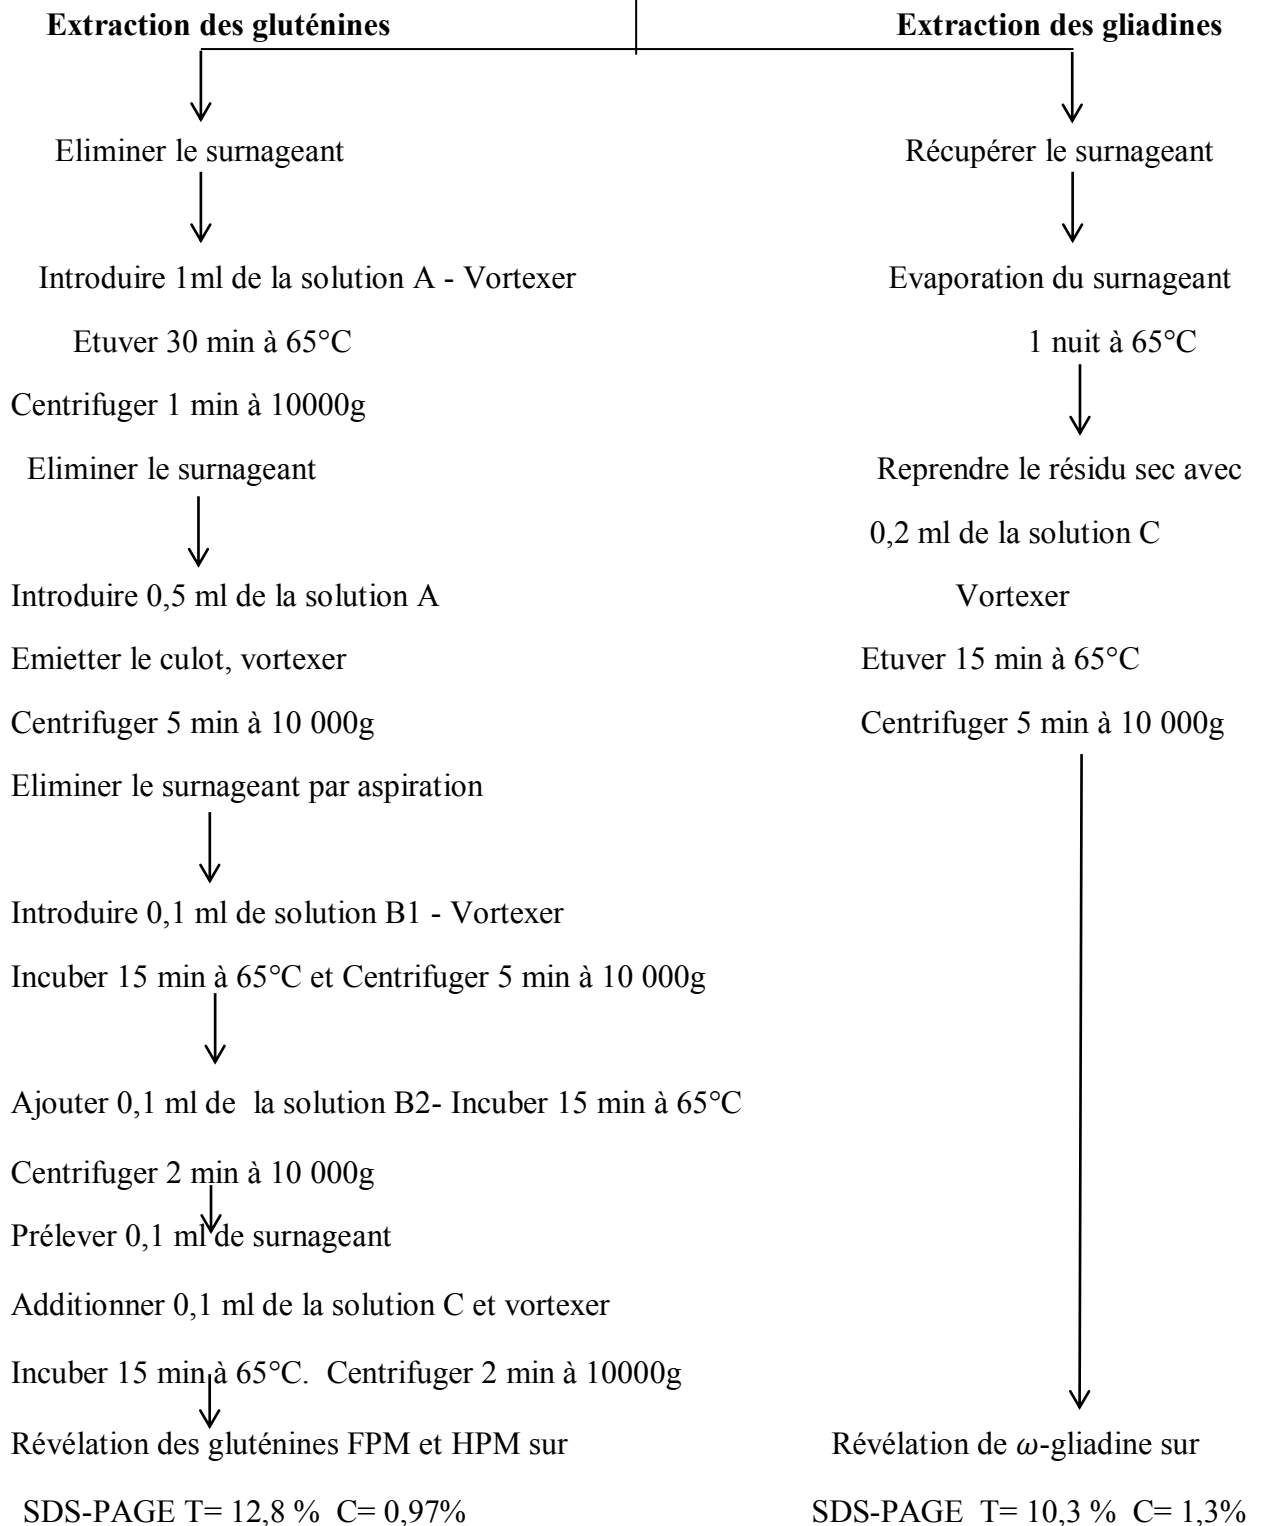 Extraction des gluténines
Eliminer le surnageant
Introduire 1ml de la solution A - Vortexer
Etuver 30 min à 65°C
Centrifuger 1 min à 10000g
Eliminer le surnageant
Introduire 0,5 ml de la solution A
Emietter le culot, vortexer
Centrifuger 5 min à 10 000g
Eliminer le surnageant par aspiration
Introduire 0,1 ml de solution B1 - Vortexer
Incuber 15 min à 65°C et Centrifuger 5 min à 10 000g
Ajouter 0,1 ml de la solution B2- Incuber 15 min à 65°C
Centrifuger 2 min à 10 000g
Prélever 0,1 ml de surnageant
Additionner 0,1 ml de la solution C et vortexer
Incuber 15 min à 65°C. Centrifuger 2 min à 10000g
Révélation des gluténines FPM et HPM sur
SDS-PAGE T= 12,8 % C= 0,97%
Extraction des gliadines
Récupérer le surnageant
Evaporation du surnageant
1 nuit à 65°C
Reprendre le résidu sec avec
0,2 ml de la solution C
Vortexer
Etuver 15 min à 65°C
Centrifuger 5 min à 10 000g
Révélation de ω-gliadine sur
SDS-PAGE T= 10,3 % C= 1,3%